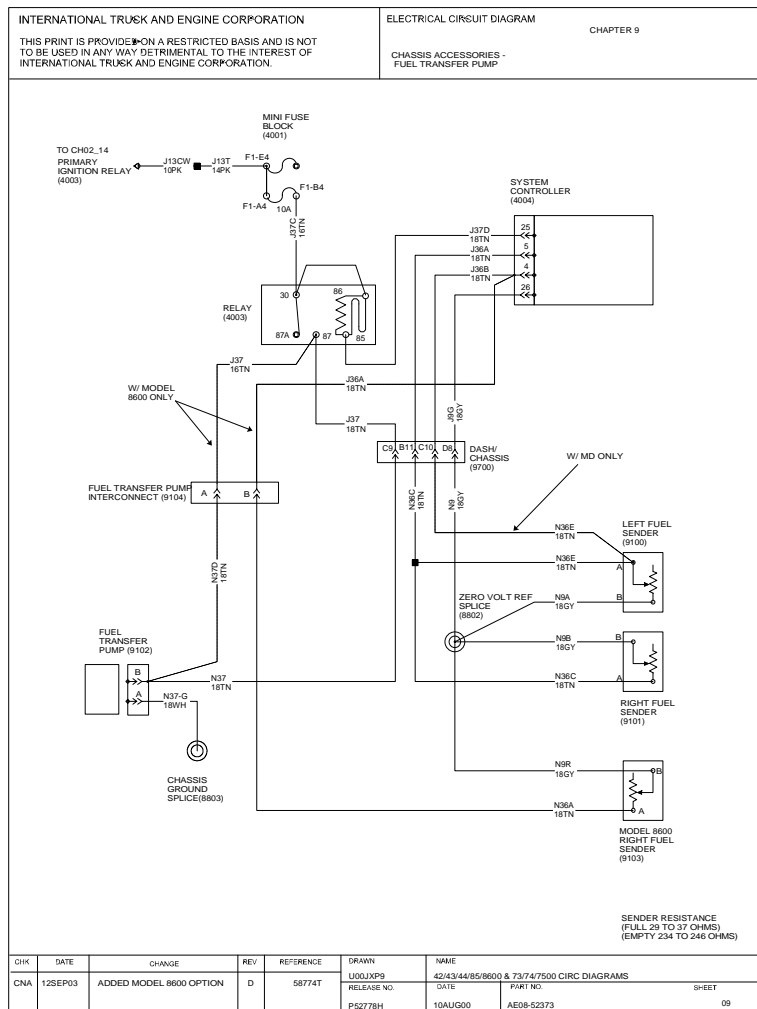 INTERNATIONAL TRUCK AND ENGINE CORPORATION
THIS PRINT IS PROVIDED ON A RESTRICTED BASIS AND IS NOT
TO BE USED IN ANY WAY DETRIMENTAL TO THE INTEREST OF
INTERNATIONAL TRUCK AND ENGINE CORPORATION.
ELECTRICAL CIRCUIT DIAGRAM
CHAPTER 9
CHASSIS ACCESSORIES -
FUEL TRANSFER PUMP
MINI FUSE
BLOCK
(4001)
TO CH02_14
PRIMARY
IGNITION RELAY
(4003)
J13CW
10PK
J13T
14PK
F1-E4
F1-B4
F1-A4
10A
J37C
16TN
SYSTEM
CONTROLLER
(4004)
J37D
18TN
25
J36A
18TN
5
J36B
18TN
4
26
RELAY
(4003)
30
86
87A
87
85
J37
16TN
W/ MODEL
8600 ONLY
J36A
18TN
J37
18TN
J9G
18GY
C9
B11
C10
D8
DASH/
CHASSIS
(9700)
W/ MD ONLY
FUEL TRANSFER PUMP
INTERCONNECT (9104)
A
B
N36C
18TN
N9
18GY
N36E
18TN
LEFT FUEL
SENDER
(9100)
N36E
18TN
A
N37D
18TN
ZERO VOLT REF
SPLICE
(8802)
N9A
18GY
B
FUEL
TRANSFER
PUMP (9102)
N9B
18GY
B
B
A
N37
18TN
N36C
18TN
A
N37-G
18WH
RIGHT FUEL
SENDER
(9101)
CHASSIS
GROUND
SPLICE(8803)
N9R
18GY
B
N36A
18TN
A
MODEL 8600
RIGHT FUEL
SENDER
(9103)
SENDER RESISTANCE
(FULL 29 TO 37 OHMS)
(EMPTY 234 TO 246 OHMS)
CHK DATE CHANGE REV REFERENCE DRAWN NAME
U00JXP9 42/43/44/85/8600 & 73/74/7500 CIRC DIAGRAMS
CNA 12SEP03 ADDED MODEL 8600 OPTION D 58774T
RELEASE NO. DATE PART NO. SHEET
P52778H 10AUG00 AE08-52373 09